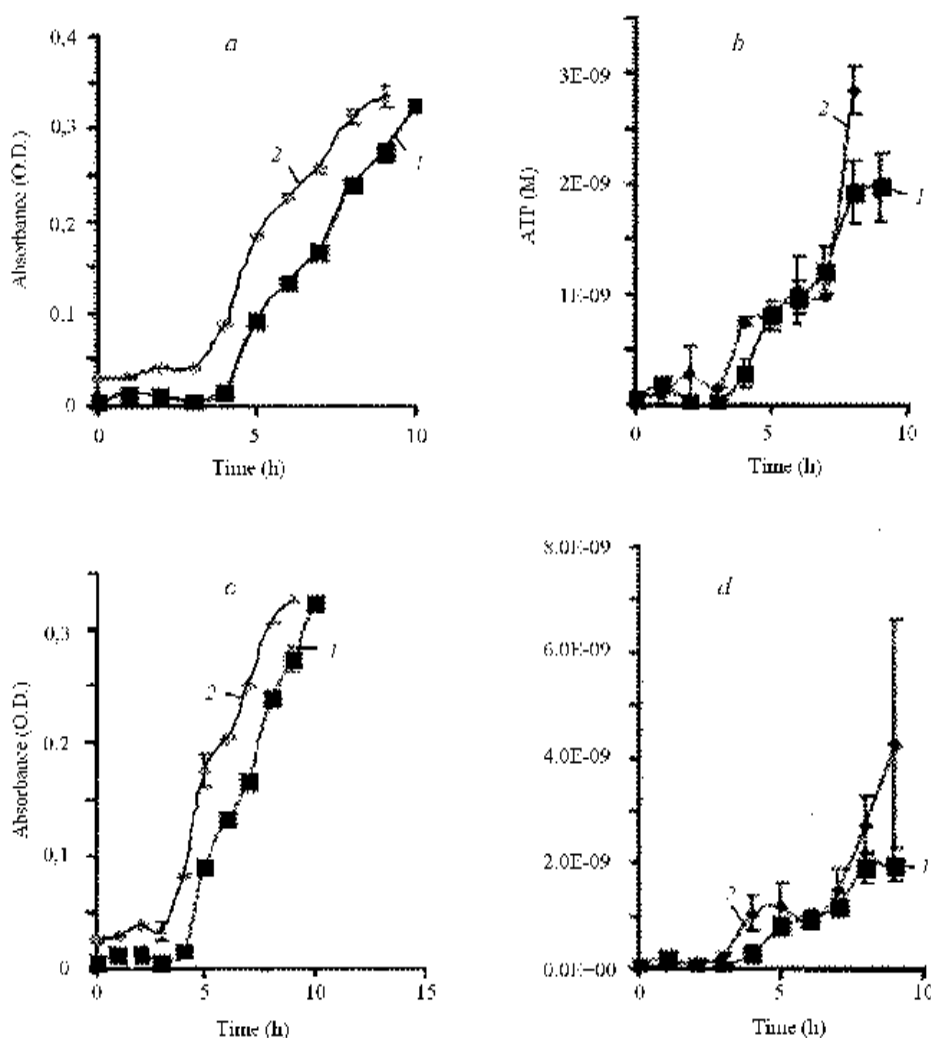 a
0,4
0,3
0,2
0,1
0
Absorbance (O.D.)
2
1
0
5
10
Time (h)
b
3E-09
2E-09
1E-09
ATP (M)
2
1
0
5
10
Time (h)
c
0,3
0,2
0,1
0
Absorbance (O.D.)
2
1
0
5
10
15
Time (h)
d
8.0E-09
6.0E-09
4.0E-09
2.0E-09
0.0E+00
2
1
0
5
10
Time (h)